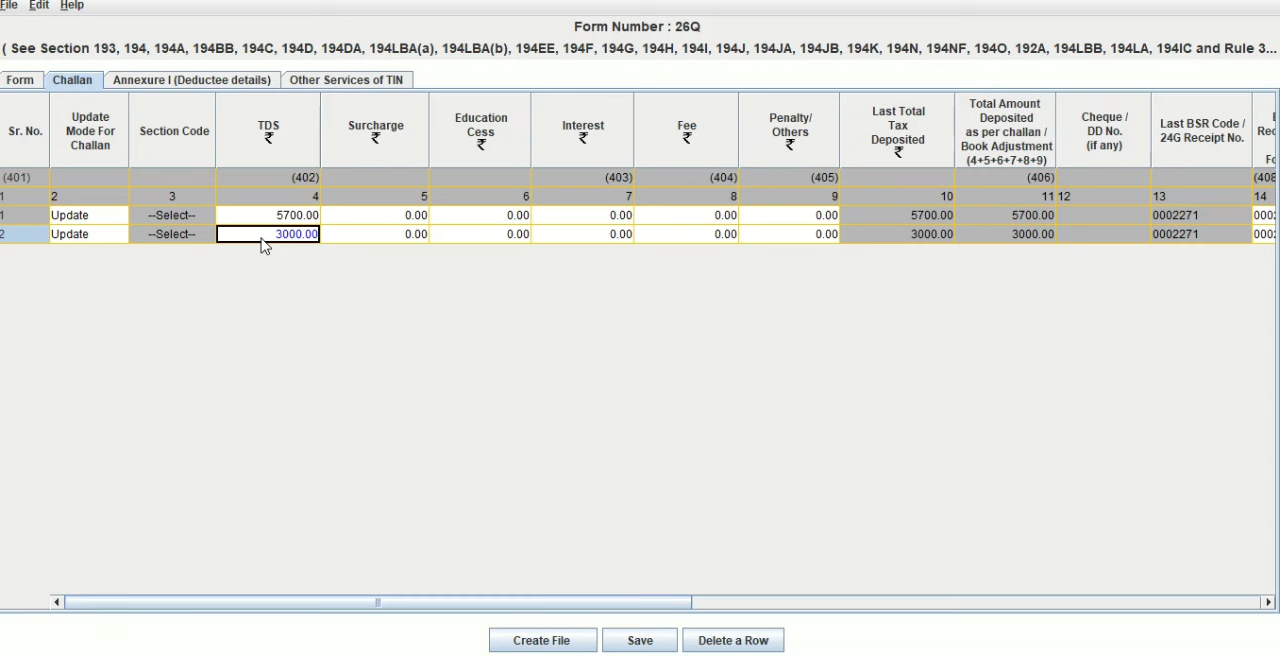 File Edit Help
Form Number : 26Q
( See Section 193, 194, 194A, 194BB, 194C, 194D, 194DA, 194LBA(a), 194LBA(b), 194EE, 194F, 194G, 194H, 194I, 194J, 194JA, 194JB, 194K, 194N, 194NF, 194O, 192A, 194LBB, 194LA, 194IC and Rule 3...
Form Challan Annexure I (Deductee details) Other Services of TIN
Sr. No. Update Mode For Challan Section Code TDS ₹ Surcharge ₹ Education Cess ₹ Interest ₹ Fee ₹ Penalty/ Others ₹ Last Total Tax Deposited ₹ Total Amount Deposited as per challan / Book Adjustment (4+5+6+7+8+9) Cheque / DD No. (if any) Last BSR Code / 24G Receipt No.
(401) (402) (403) (404) (405) (406) (408
1 2 3 4 5 6 7 8 9 10 11 12 13 14
1 Update --Select-- 5700.00 0.00 0.00 0.00 0.00 0.00 5700.00 5700.00 0002271 000
2 Update --Select-- 3000.00 0.00 0.00 0.00 0.00 0.00 3000.00 3000.00 0002271 000
Create File Save Delete a Row